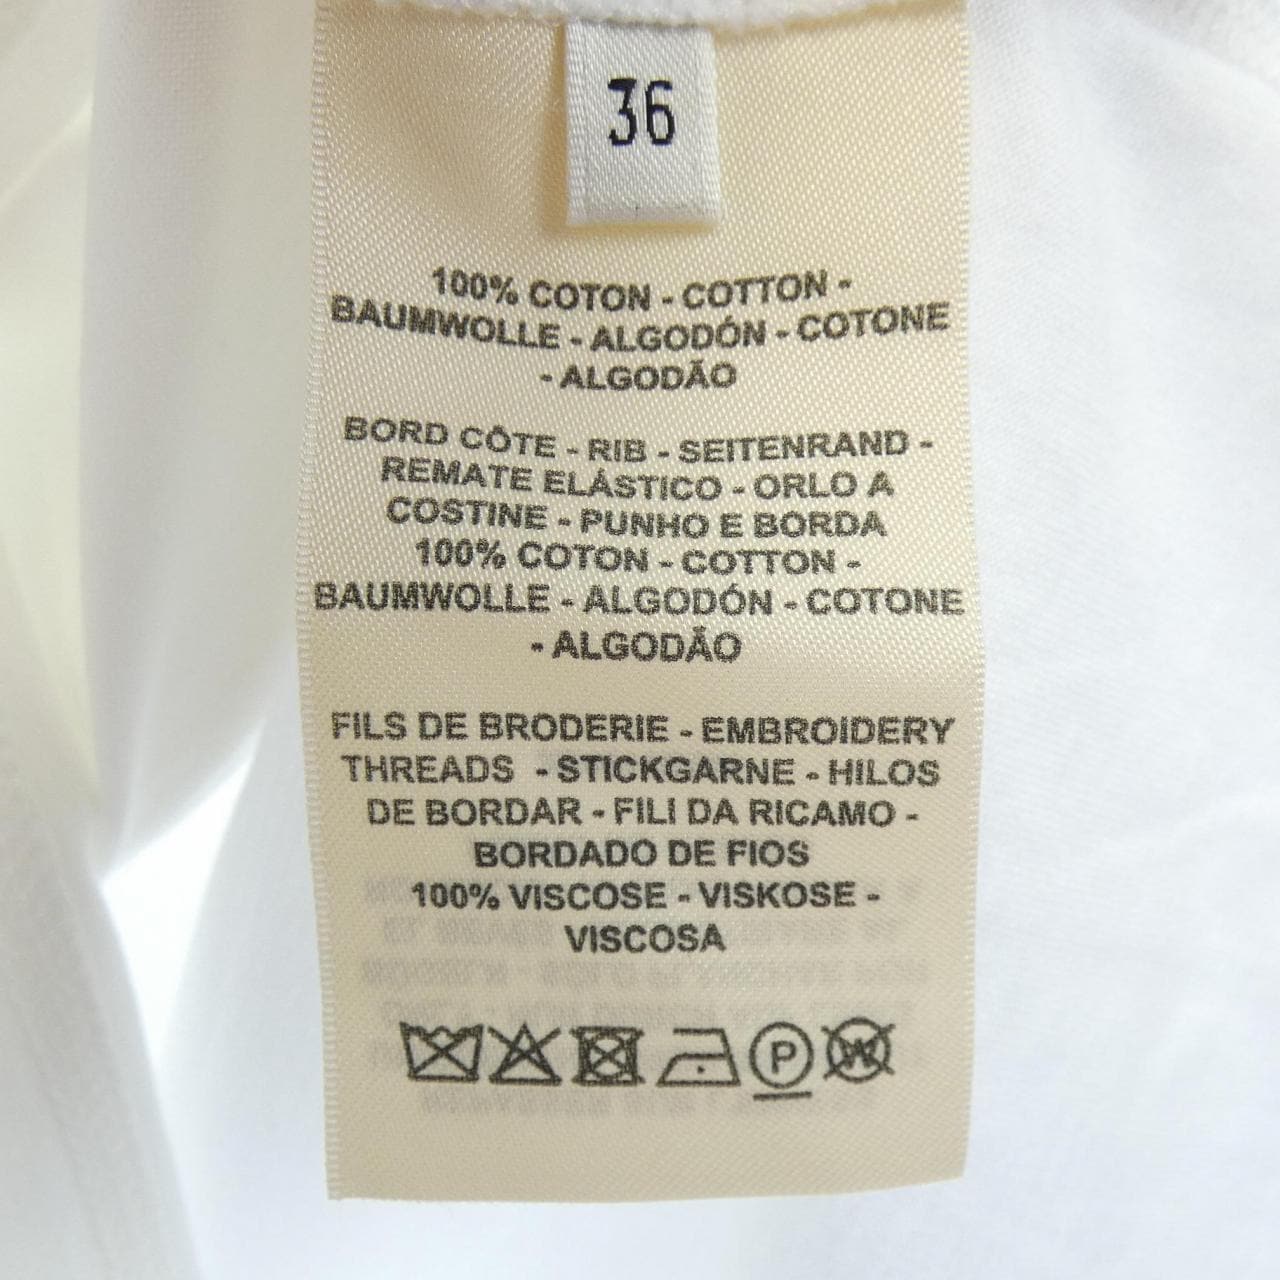 36
100% COTON - COTTON -
BAUMWOLLE - ALGODÓN - COTONE
- ALGODÃO
BORD CÔTE - RIB - SEITENRAND -
REMATE ELÁSTICO - ORLO A
COSTINE - PUNHO E BORDA
100% COTON - COTTON -
BAUMWOLLE - ALGODÓN - COTONE
- ALGODÃO
FILS DE BRODERIE - EMBROIDERY
THREADS - STICKGARNE - HILOS
DE BORDAR - FILI DA RICAMO -
BORDADO DE FIOS
100% VISCOSE - VISKOSE -
VISCOSA
P W